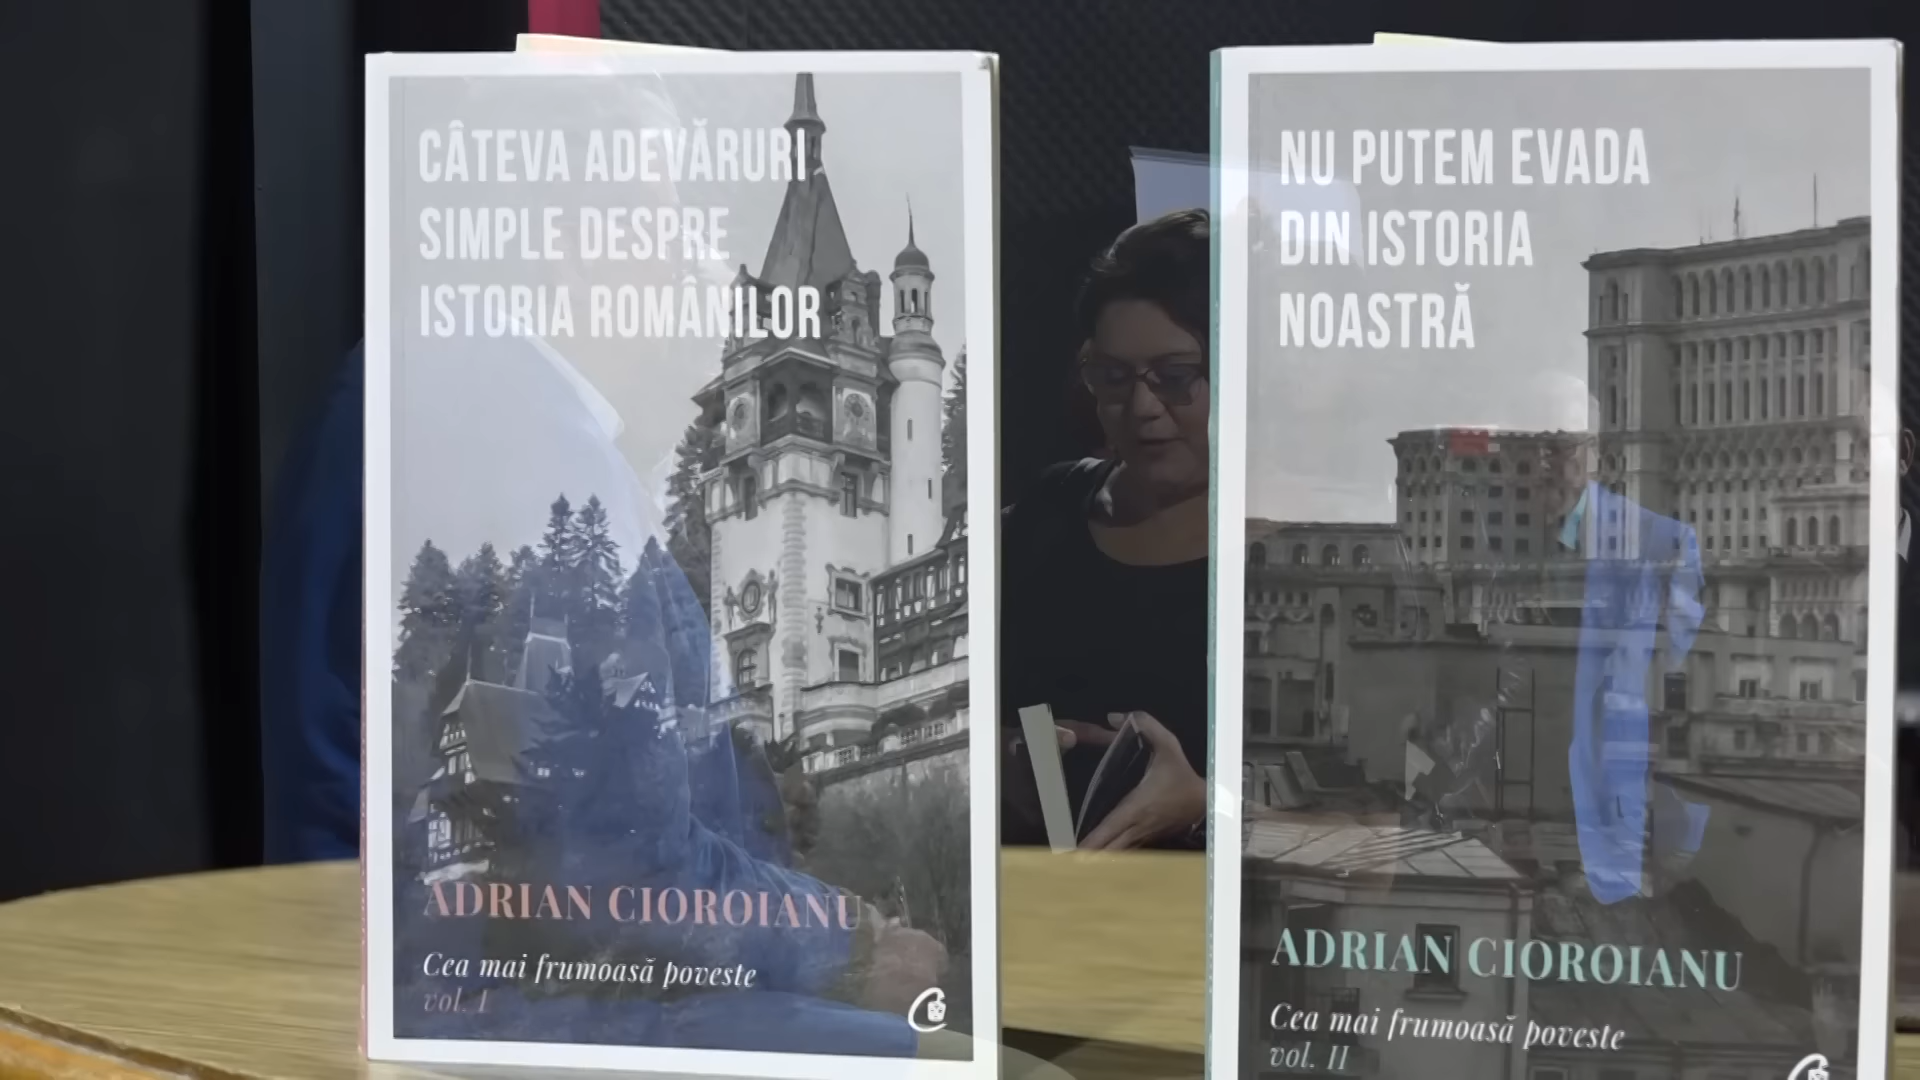 CÂTEVA ADEVĂRURI
SIMPLE DESPRE
ISTORIA ROMÂNILOR
ADRIAN CIOROIANU
Cea mai frumoasă poveste
vol. I
NU PUTEM EVADA
DIN ISTORIA
NOASTRĂ
ADRIAN CIOROIANU
Cea mai frumoasă poveste
vol. II